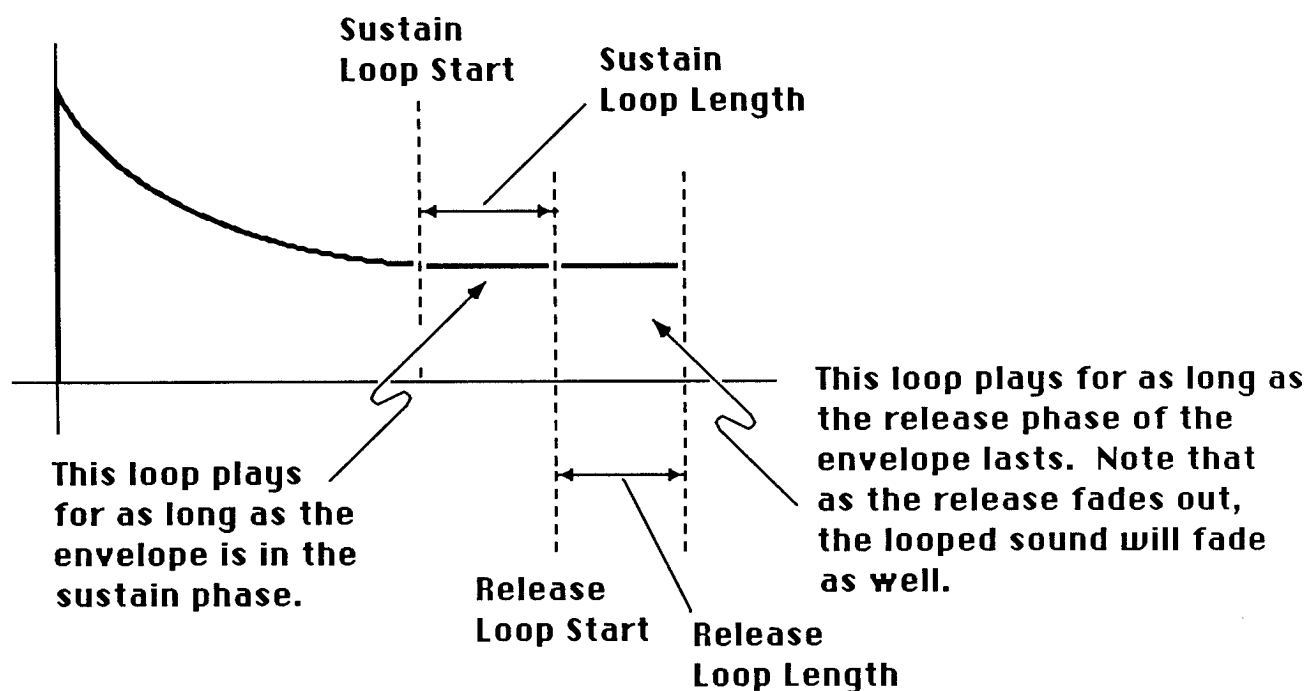 Sustain
Loop Start
Sustain
Loop Length
This loop plays
for as long as the
envelope is in the
sustain phase.
This loop plays for as long as
the release phase of the
envelope lasts.  Note that
as the release fades out,
the looped sound will fade
as well.
Release
Loop Start
Release
Loop Length